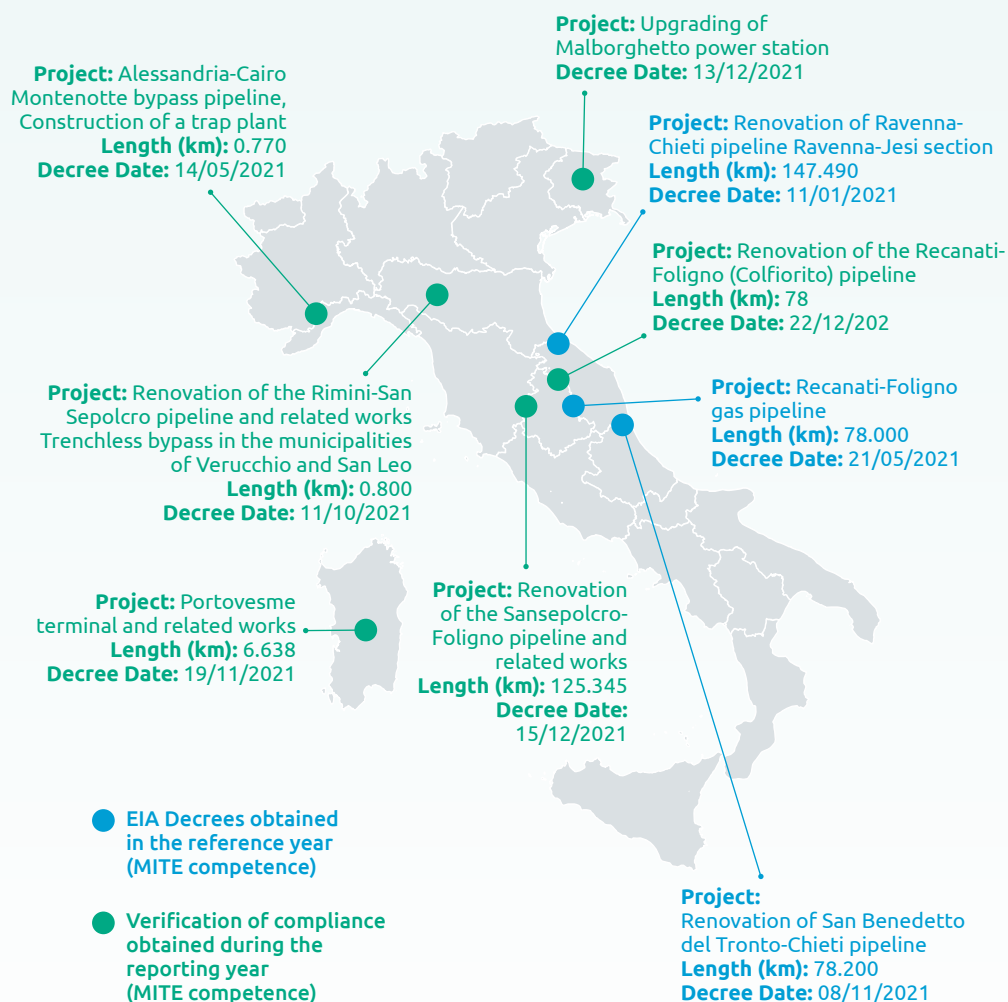 Project: Upgrading of
Malborghetto power station
Decree Date: 13/12/2021
Project: Alessandria-Cairo
Montenotte bypass pipeline,
Construction of a trap plant
Length (km): 0.770
Decree Date: 14/05/2021
Project: Renovation of Ravenna-
Chieti pipeline Ravenna-Jesi section
Length (km): 147.490
Decree Date: 11/01/2021
Project: Renovation of the Recanati-
Foligno (Colfiorito) pipeline
Length (km): 78
Decree Date: 22/12/202
Project: Recanati-Foligno
gas pipeline
Length (km): 78.000
Decree Date: 21/05/2021
Project: Renovation of the Rimini-San
Sepolcro pipeline and related works
Trenchless bypass in the municipalities
of Verucchio and San Leo
Length (km): 0.800
Decree Date: 11/10/2021
Project: Portovesme
terminal and related works
Length (km): 6.638
Decree Date: 19/11/2021
Project: Renovation
of the Sansepolcro-
Foligno pipeline and
related works
Length (km): 125.345
Decree Date:
15/12/2021
Project:
Renovation of San Benedetto
del Tronto-Chieti pipeline
Length (km): 78.200
Decree Date: 08/11/2021
EIA Decrees obtained
in the reference year
(MITE competence)
Verification of compliance
obtained during the
reporting year
(MITE competence)